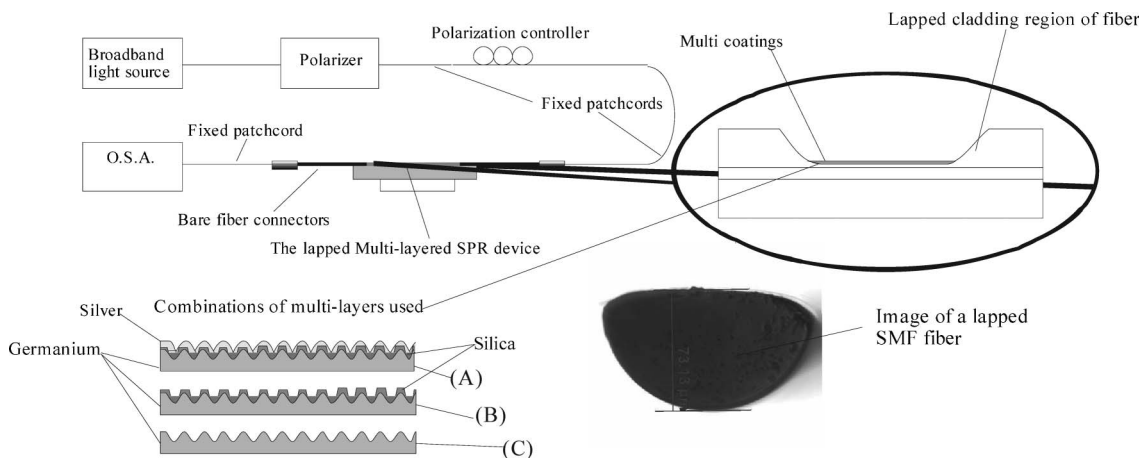 Polarization controller
Lapped cladding region of fiber
Multi coatings
Broadband
light source
Polarizer
Fixed patchcords
Fixed patchcord
O.S.A.
Bare fiber connectors
The lapped Multi-layered SPR device
Combinations of multi-layers used
Silver
Germanium
Silica
(A)
(B)
(C)
Image of a lapped
SMF fiber